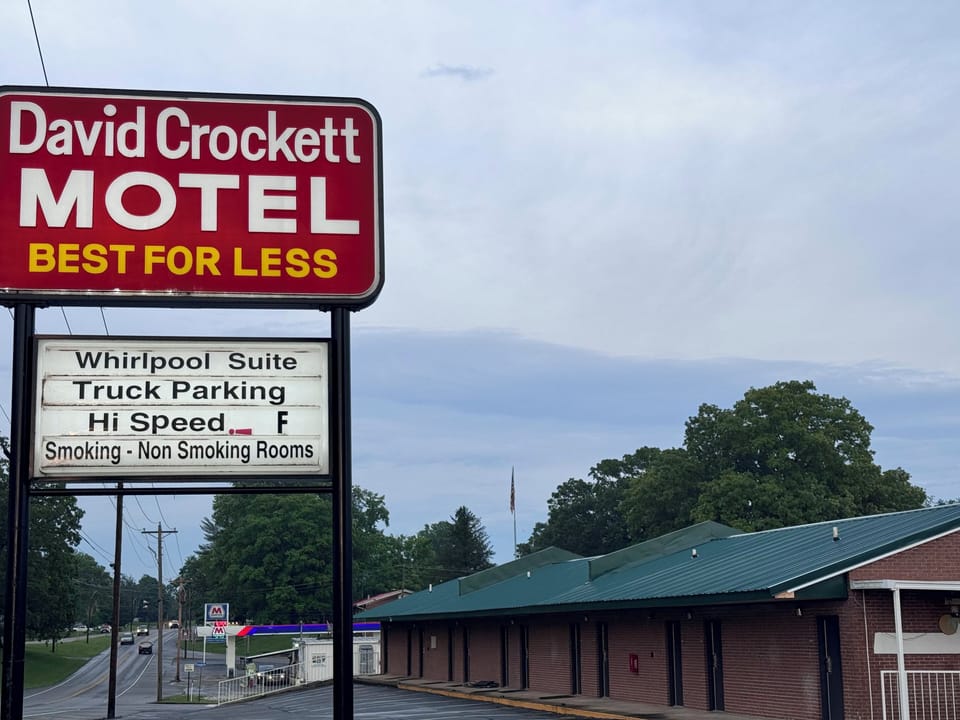 David Crockett
MOTEL
BEST FOR LESS
Whirlpool Suite
Truck Parking
Hi Speed F
Smoking - Non Smoking Rooms